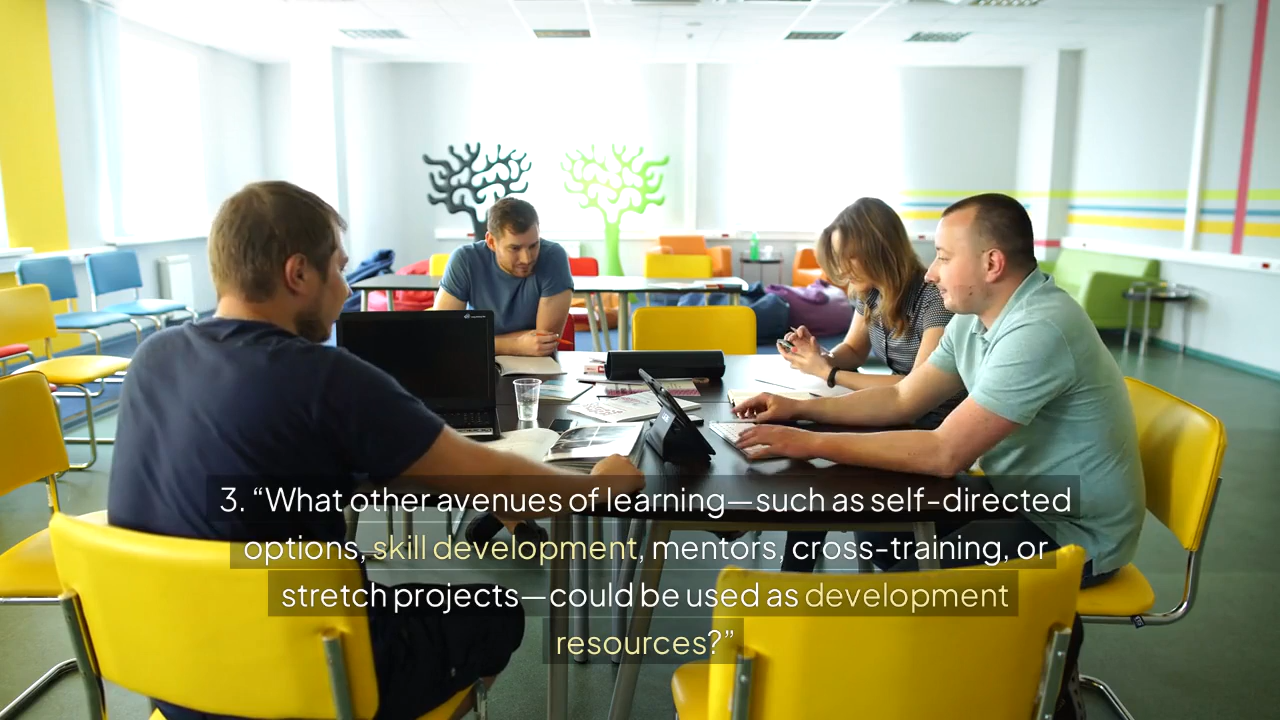 3. “What other avenues of learning—such as self-directed
options, skill development, mentors, cross-training, or
stretch projects—could be used as development
resources?”